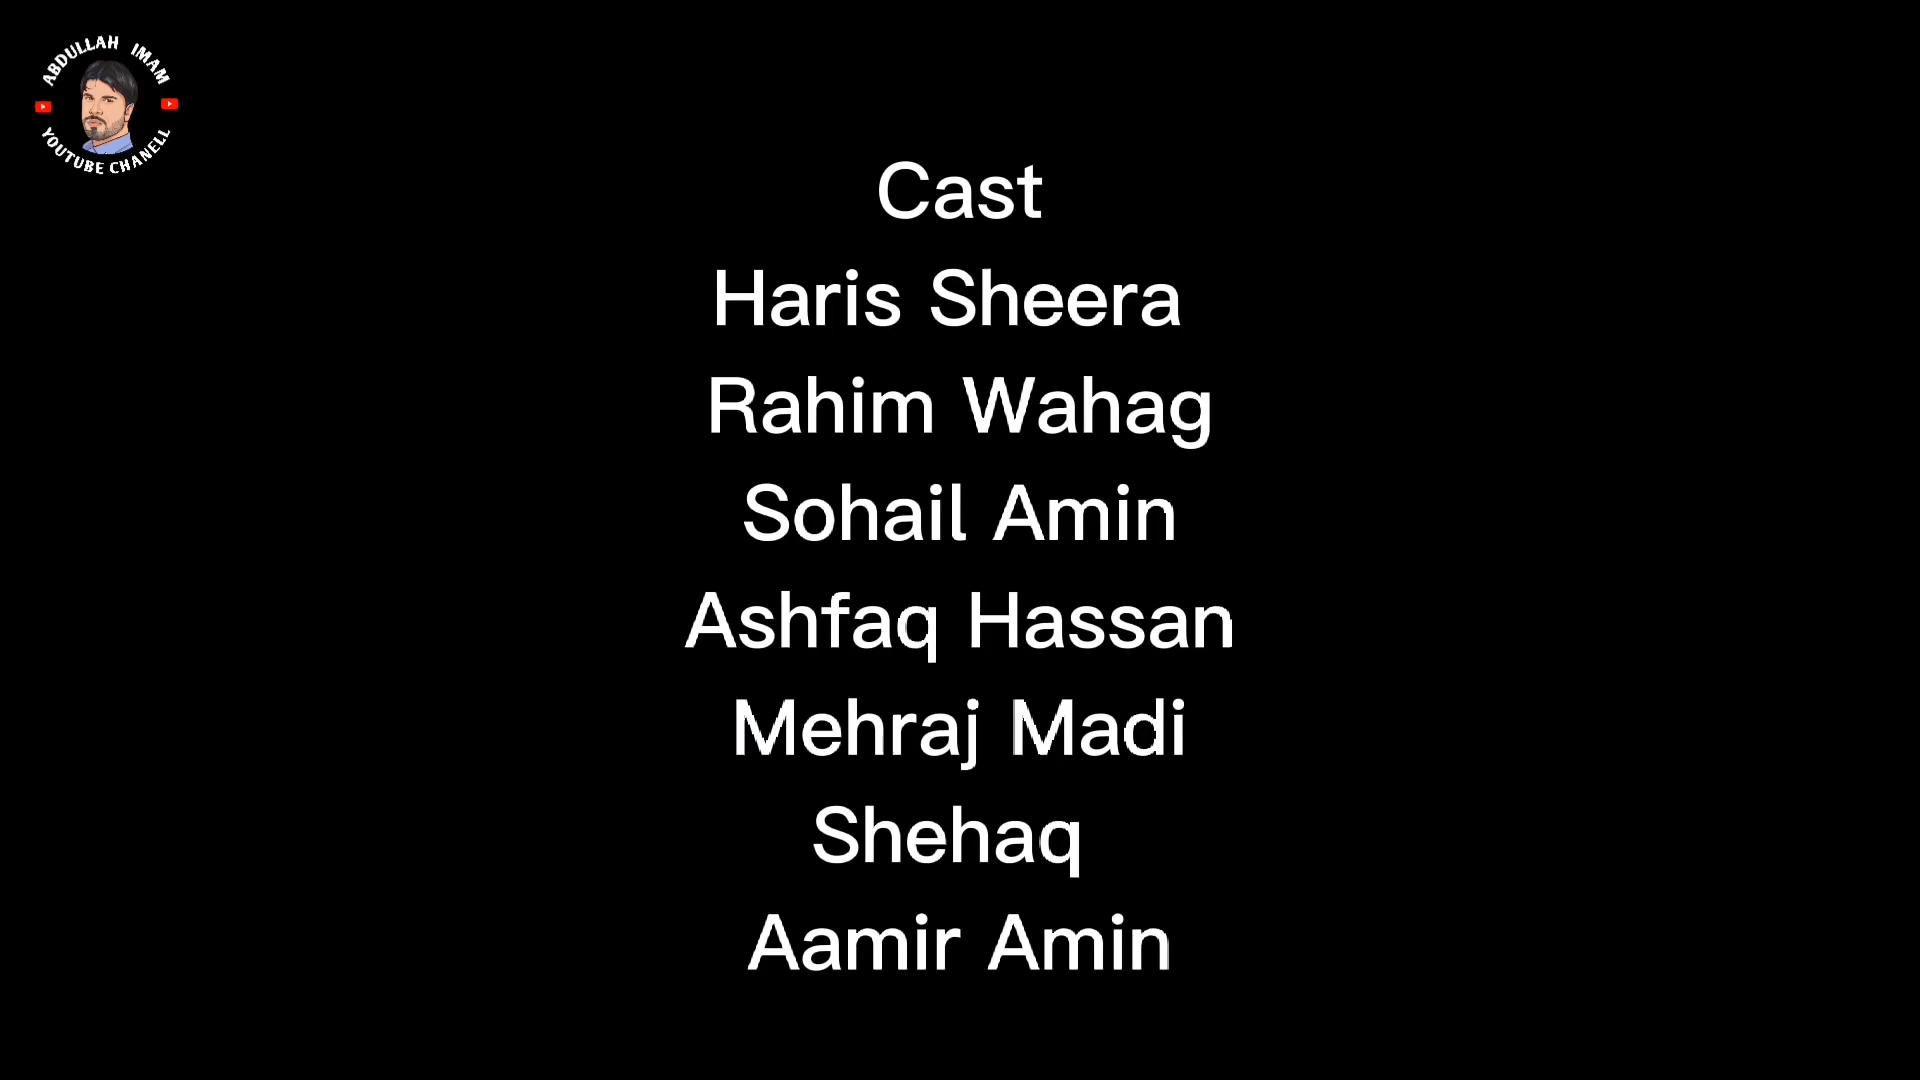 ABDULLAH IMAM
YOUTUBE CHANELL
Cast
Haris Sheera
Rahim Wahag
Sohail Amin
Ashfaq Hassan
Mehraj Madi
Shehaq
Aamir Amin